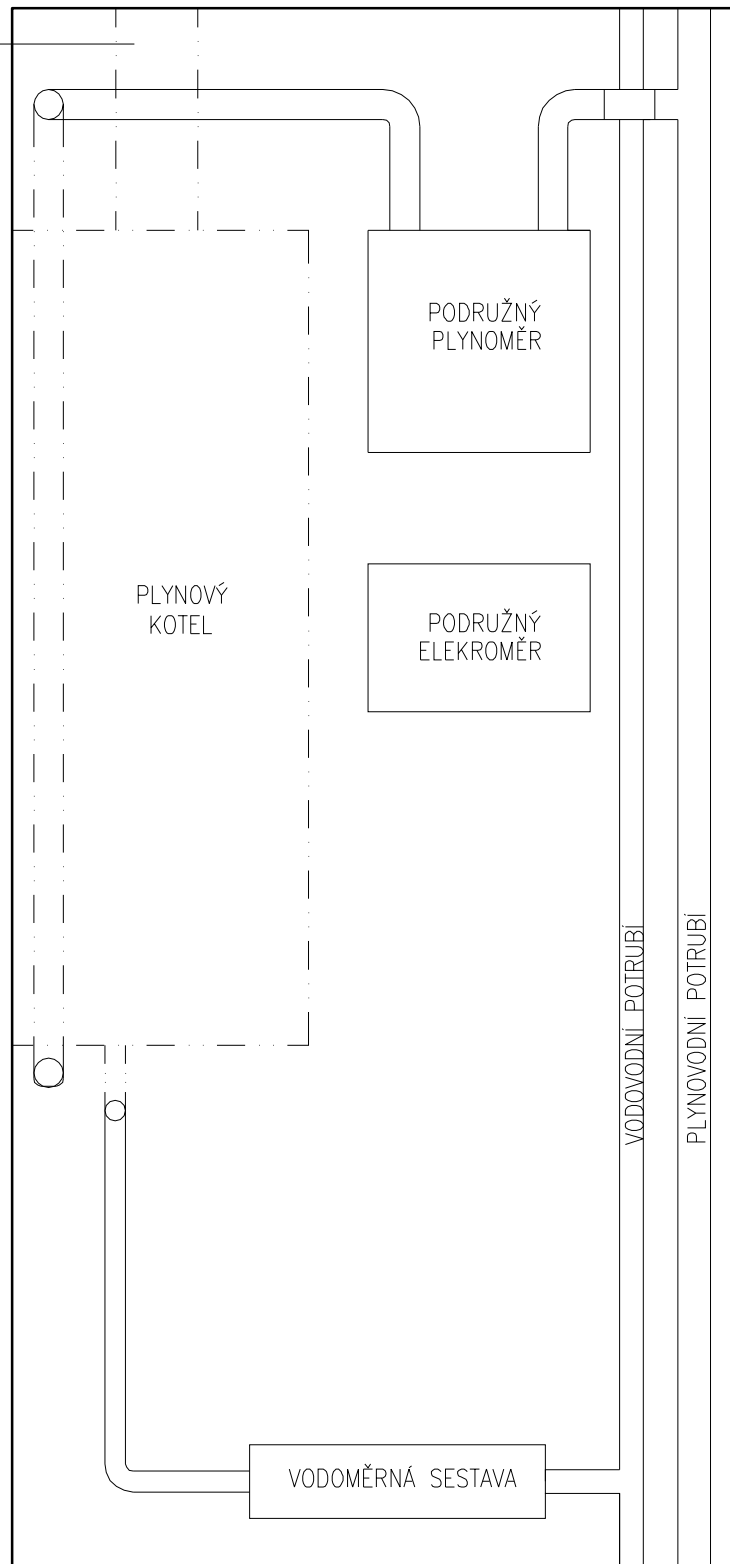 PODRUŽNÝ
PLYNOMĚR
PLYNOVÝ
KOTEL
PODRUŽNÝ
ELEKROMĚR
VODOVODNÍ POTRUBÍ
PLYNOVODNÍ POTRUBÍ
VODOMĚRNÁ SESTAVA